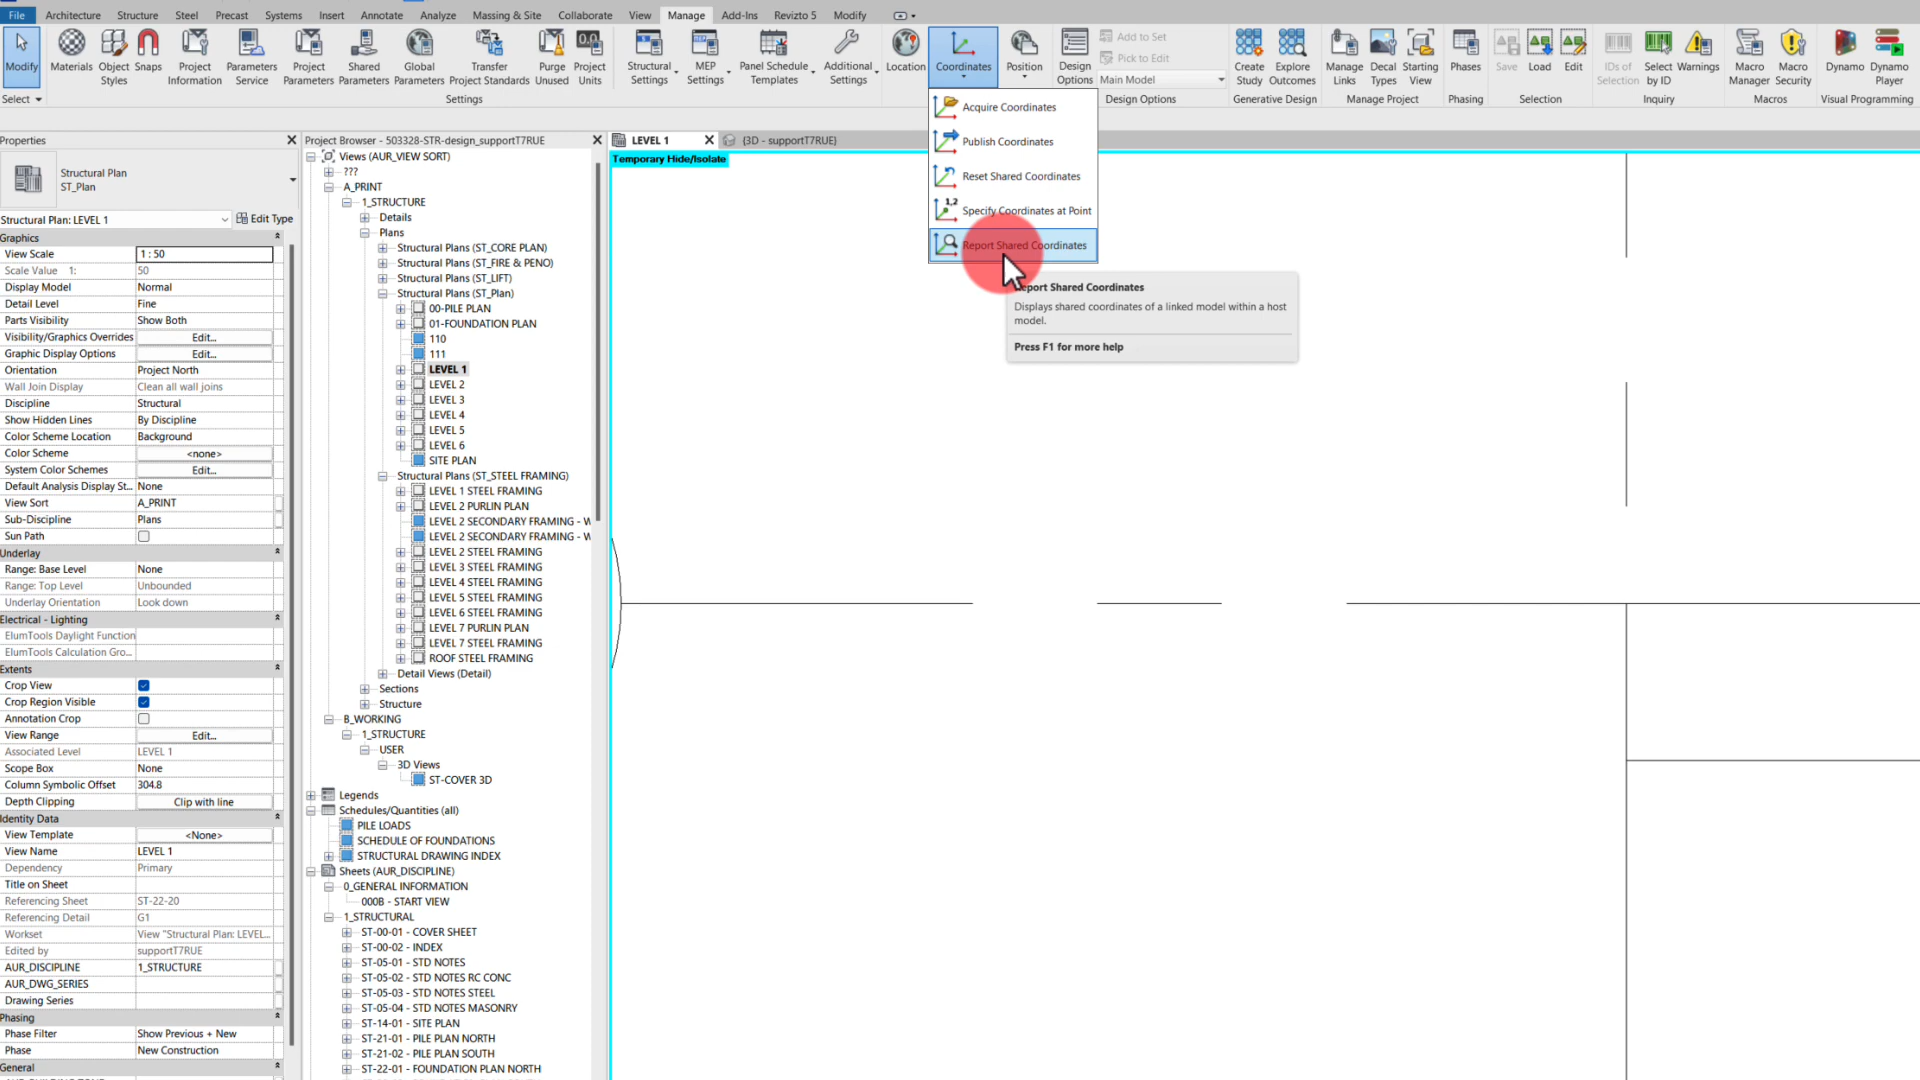 File Architecture Structure Steel Precast Systems Insert Annotate Analyze Massing & Site Collaborate View Manage Add-Ins Revizto 5 Modify
Modify Materials Object Styles Snaps Project Information Parameters Service Project Parameters Shared Parameters Global Parameters Transfer Project Standards Purge Unused Project Units Structural Settings MEP Settings Panel Schedule Templates Additional Settings Location Coordinates Position Design Options Add to Set Pick to Edit Main Model Create Study Explore Outcomes Manage Links Decal Types Starting View Phases Save Load Edit IDs of Selection Select by ID Warnings Macro Manager Macro Security Dynamo Dynamo Player
Select Settings Design Options Generative Design Manage Project Phasing Selection Inquiry Macros Visual Programming
Acquire Coordinates
Publish Coordinates
Reset Shared Coordinates
1,2
Specify Coordinates at Point
Report Shared Coordinates
Report Shared Coordinates
Displays shared coordinates of a linked model within a host
model.
Press F1 for more help
Properties
Structural Plan
ST_Plan
Structural Plan: LEVEL 1 Edit Type
Graphics
View Scale 1 : 50
Scale Value 1: 50
Display Model Normal
Detail Level Fine
Parts Visibility Show Both
Visibility/Graphics Overrides Edit...
Graphic Display Options Edit...
Orientation Project North
Wall Join Display Clean all wall joins
Discipline Structural
Show Hidden Lines By Discipline
Color Scheme Location Background
Color Scheme <none>
System Color Schemes Edit...
Default Analysis Display St... None
View Sort A_PRINT
Sub-Discipline Plans
Sun Path
Underlay
Range: Base Level None
Range: Top Level Unbounded
Underlay Orientation Look down
Electrical - Lighting
ElumTools Daylight Function
ElumTools Calculation Gro...
Extents
Crop View
Crop Region Visible
Annotation Crop
View Range Edit...
Associated Level LEVEL 1
Scope Box None
Column Symbolic Offset 304.8
Depth Clipping Clip with line
Identity Data
View Template <None>
View Name LEVEL 1
Dependency Primary
Title on Sheet
Referencing Sheet ST-22-20
Referencing Detail G1
Workset View "Structural Plan: LEVEL...
Edited by supportT7RUE
AUR_DISCIPLINE 1_STRUCTURE
AUR_DWG_SERIES
Drawing Series
Phasing
Phase Filter Show Previous + New
Phase New Construction
General
Project Browser - 503328-STR-design_supportT7RUE
Views (AUR_VIEW SORT)
???
A_PRINT
1_STRUCTURE
Details
Plans
Structural Plans (ST_CORE PLAN)
Structural Plans (ST_FIRE & PENO)
Structural Plans (ST_LIFT)
Structural Plans (ST_Plan)
00-PILE PLAN
01-FOUNDATION PLAN
110
111
LEVEL 1
LEVEL 2
LEVEL 3
LEVEL 4
LEVEL 5
LEVEL 6
SITE PLAN
Structural Plans (ST_STEEL FRAMING)
LEVEL 1 STEEL FRAMING
LEVEL 2 PURLIN PLAN
LEVEL 2 SECONDARY FRAMING - W
LEVEL 2 SECONDARY FRAMING - W
LEVEL 2 STEEL FRAMING
LEVEL 3 STEEL FRAMING
LEVEL 4 STEEL FRAMING
LEVEL 5 STEEL FRAMING
LEVEL 6 STEEL FRAMING
LEVEL 7 PURLIN PLAN
LEVEL 7 STEEL FRAMING
ROOF STEEL FRAMING
Detail Views (Detail)
Sections
Structure
B_WORKING
1_STRUCTURE
USER
3D Views
ST-COVER 3D
Legends
Schedules/Quantities (all)
PILE LOADS
SCHEDULE OF FOUNDATIONS
STRUCTURAL DRAWING INDEX
Sheets (AUR_DISCIPLINE)
0_GENERAL INFORMATION
000B - START VIEW
1_STRUCTURAL
ST-00-01 - COVER SHEET
ST-00-02 - INDEX
ST-05-01 - STD NOTES
ST-05-02 - STD NOTES RC CONC
ST-05-03 - STD NOTES STEEL
ST-05-04 - STD NOTES MASONRY
ST-14-01 - SITE PLAN
ST-21-01 - PILE PLAN NORTH
ST-21-02 - PILE PLAN SOUTH
ST-22-01 - FOUNDATION PLAN NORTH
LEVEL 1 {3D - supportT7RUE}
Temporary Hide/Isolate